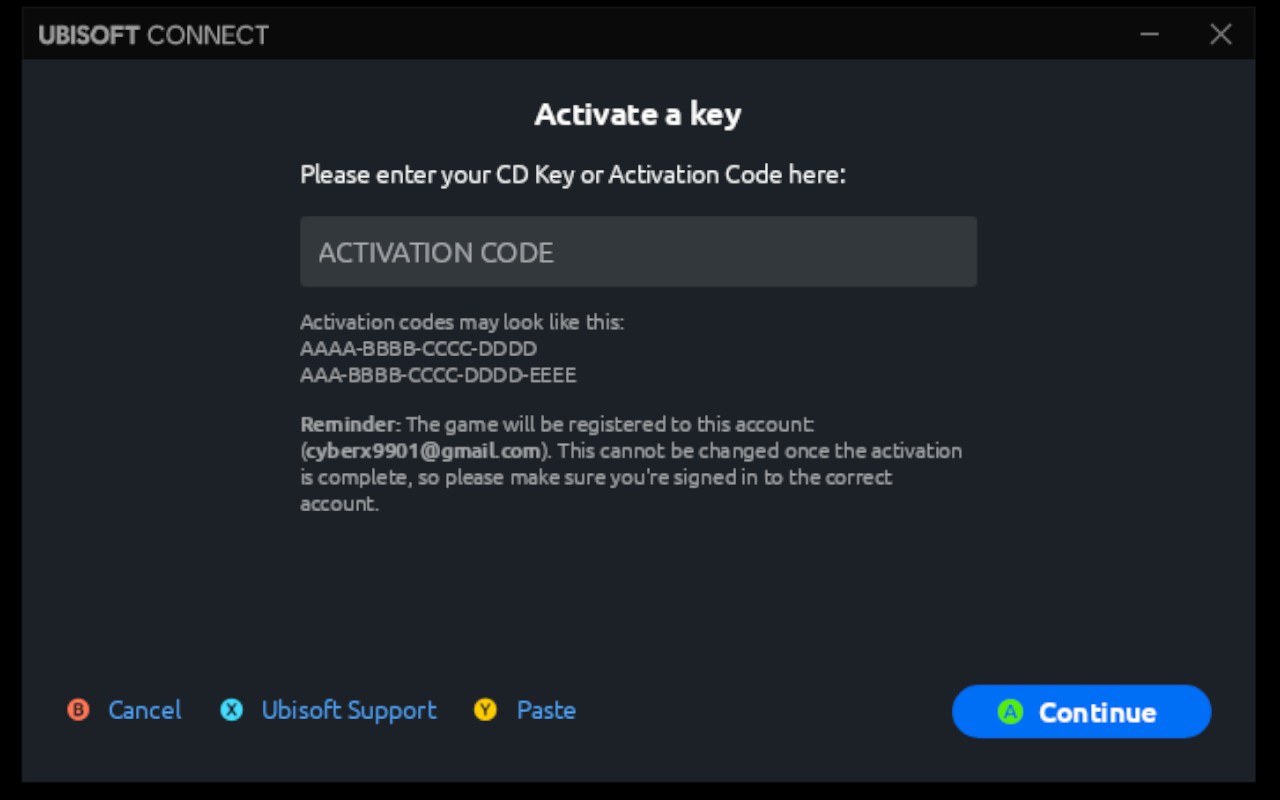 UBISOFT CONNECT
Activate a key
Please enter your CD Key or Activation Code here:
ACTIVATION CODE
Activation codes may look like this:
AAAA-BBBB-CCCC-DDDD
AAA-BBBB-CCCC-DDDD-EEEE
Reminder: The game will be registered to this account:
(cyberx9901@gmail.com). This cannot be changed once the activation
is complete, so please make sure you're signed in to the correct
account.
B Cancel X Ubisoft Support Y Paste A Continue